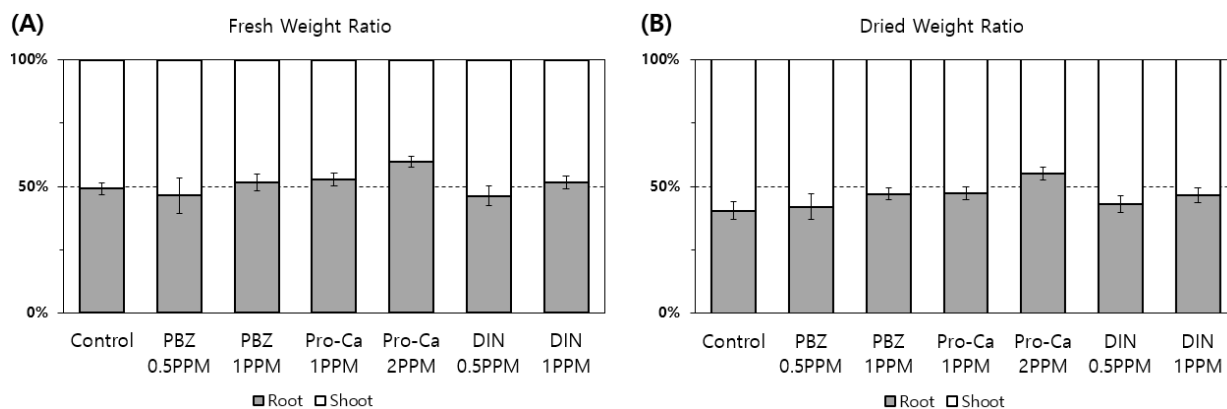 (A)
Fresh Weight Ratio
100%
50%
0%
Control PBZ PBZ Pro-Ca Pro-Ca DIN DIN
0.5PPM 1PPM 1PPM 2PPM 0.5PPM 1PPM
Root Shoot
(B)
Dried Weight Ratio
100%
50%
0%
Control PBZ PBZ Pro-Ca Pro-Ca DIN DIN
0.5PPM 1PPM 1PPM 2PPM 0.5PPM 1PPM
Root Shoot